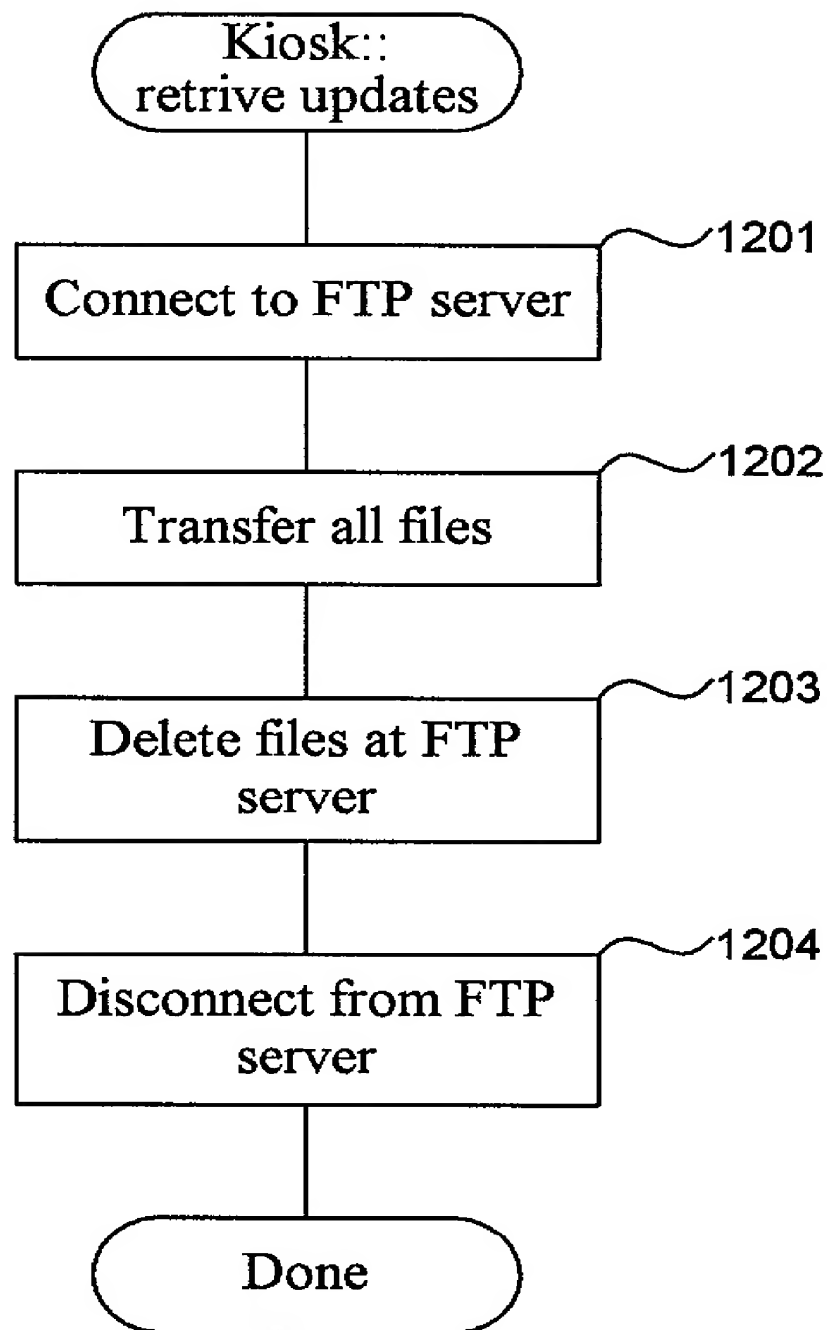 Kiosk::
retrive updates
1201
Connect to FTP server
1202
Transfer all files
1203
Delete files at FTP
server
1204
Disconnect from FTP
server
Done